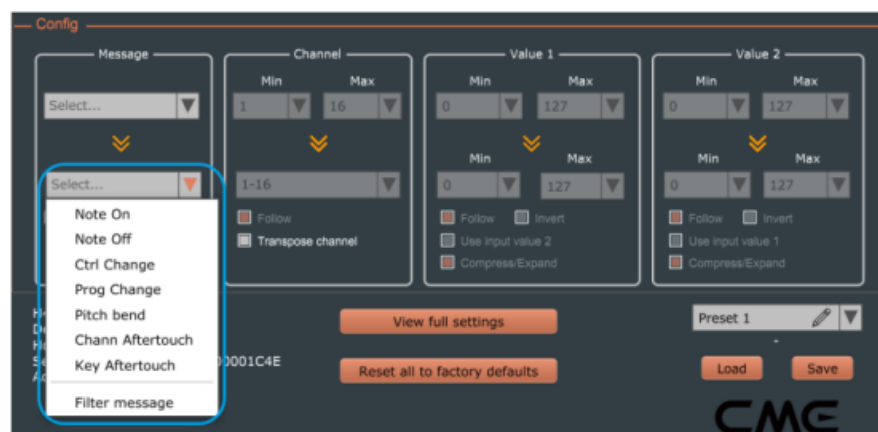 Config
Message
Select...
Select...
Note On
Note Off
Ctrl Change
Prog Change
Pitch bend
Chann Aftertouch
Key Aftertouch
Filter message
Channel
Min Max
1 16
1-16
Follow
Transpose channel
Value 1
Min Max
0 127
Min Max
0 127
Follow Invert
Use input value 2
Compress/Expand
Value 2
Min Max
0 127
Min Max
0 127
Follow Invert
Use input value 1
Compress/Expand
00001C4E
View full settings
Reset all to factory defaults
Preset 1
-
Load Save
CME